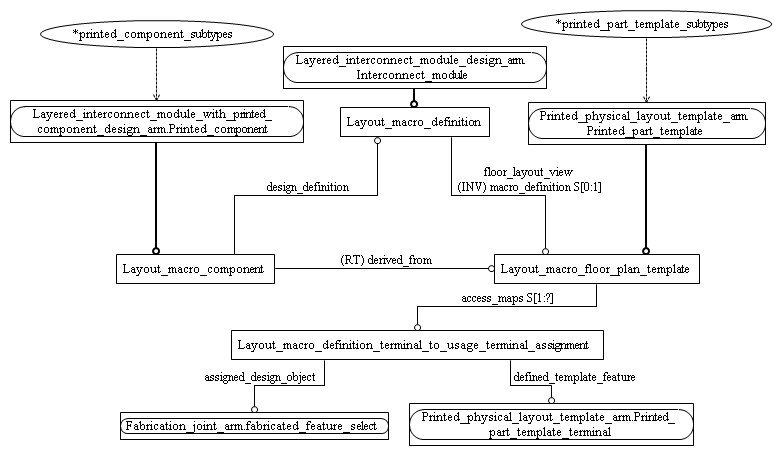 *printed_component_subtypes
*printed_part_template_subtypes
Layered_interconnect_module_design_arm.
Interconnect_module
Layered_interconnect_module_with_printed_
component_design_arm.Printed_component
Layout_macro_definition
Printed_physical_layout_template_arm.
Printed_part_template
design_definition
floor_layout_view
(INV) macro_definition S[0:1]
Layout_macro_component
(RT) derived_from
Layout_macro_floor_plan_template
access_maps S[1:?]
Layout_macro_definition_terminal_to_usage_terminal_assignment
assigned_design_object
defined_template_feature
Fabrication_joint_arm.fabricated_feature_select
Printed_physical_layout_template_arm.Printed_
part_template_terminal